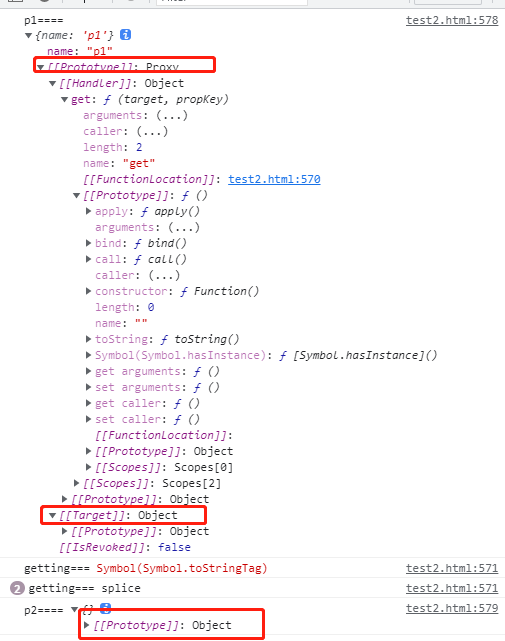 p1==== test2.html:578
▼{name: 'p1'} i
name: "p1"
▼[[Prototype]]: Proxy
▼[[Handler]]: Object
▼get: ƒ (target, propKey)
arguments: (...)
caller: (...)
length: 2
name: "get"
[[FunctionLocation]]: test2.html:570
▼[[Prototype]]: ƒ ()
▶apply: ƒ apply()
arguments: (...)
▶bind: ƒ bind()
▶call: ƒ call()
caller: (...)
▶constructor: ƒ Function()
length: 0
name: ""
▶toString: ƒ toString()
▶Symbol(Symbol.hasInstance): ƒ [Symbol.hasInstance]()
▶get arguments: ƒ ()
▶set arguments: ƒ ()
▶get caller: ƒ ()
▶set caller: ƒ ()
[[FunctionLocation]]:
▶[[Prototype]]: Object
▶[[Scopes]]: Scopes[0]
▶[[Scopes]]: Scopes[2]
▶[[Prototype]]: Object
▼[[Target]]: Object
▶[[Prototype]]: Object
[[IsRevoked]]: false
getting=== Symbol(Symbol.toStringTag) test2.html:571
2 getting=== splice test2.html:571
p2==== ▼{} i test2.html:579
▶[[Prototype]]: Object